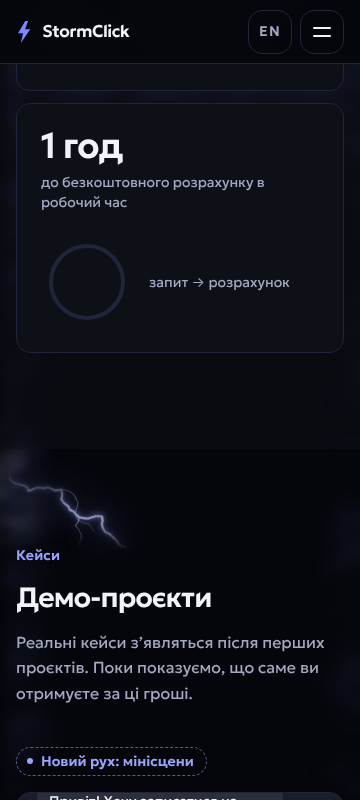 StormClick
EN
1 год
до безкоштовного розрахунку в
робочий час
запит → розрахунок
Кейси
Демо-проєкти
Реальні кейси з’являться після перших
проєктів. Поки показуємо, що саме ви
отримуєте за ці гроші.
Новий рух: мінісцени